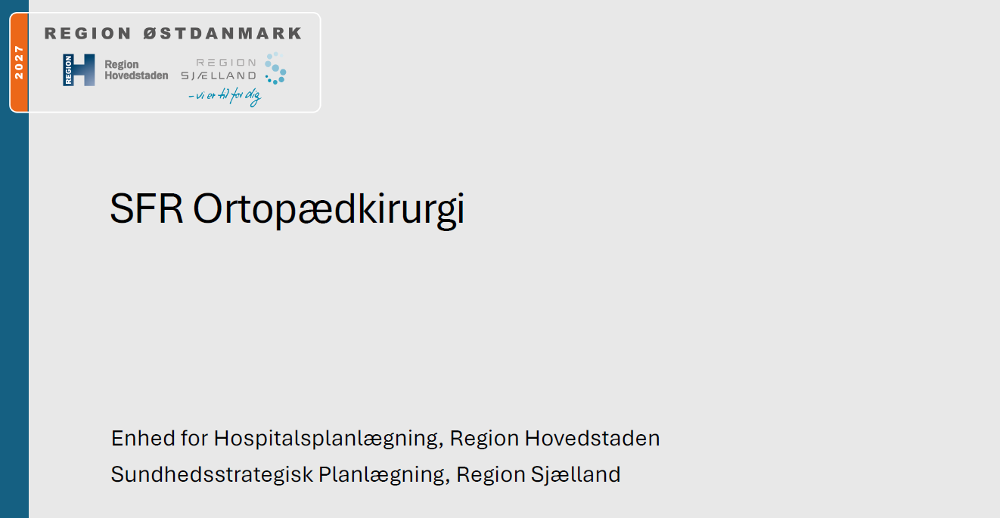 REGION ØSTDANMARK
2027
REGION
Region
Hovedstaden
REGION
SJÆLLAND
- vi er til for dig
SFR Ortopædkirurgi
Enhed for Hospitalsplanlægning, Region Hovedstaden
Sundhedsstrategisk Planlægning, Region Sjælland